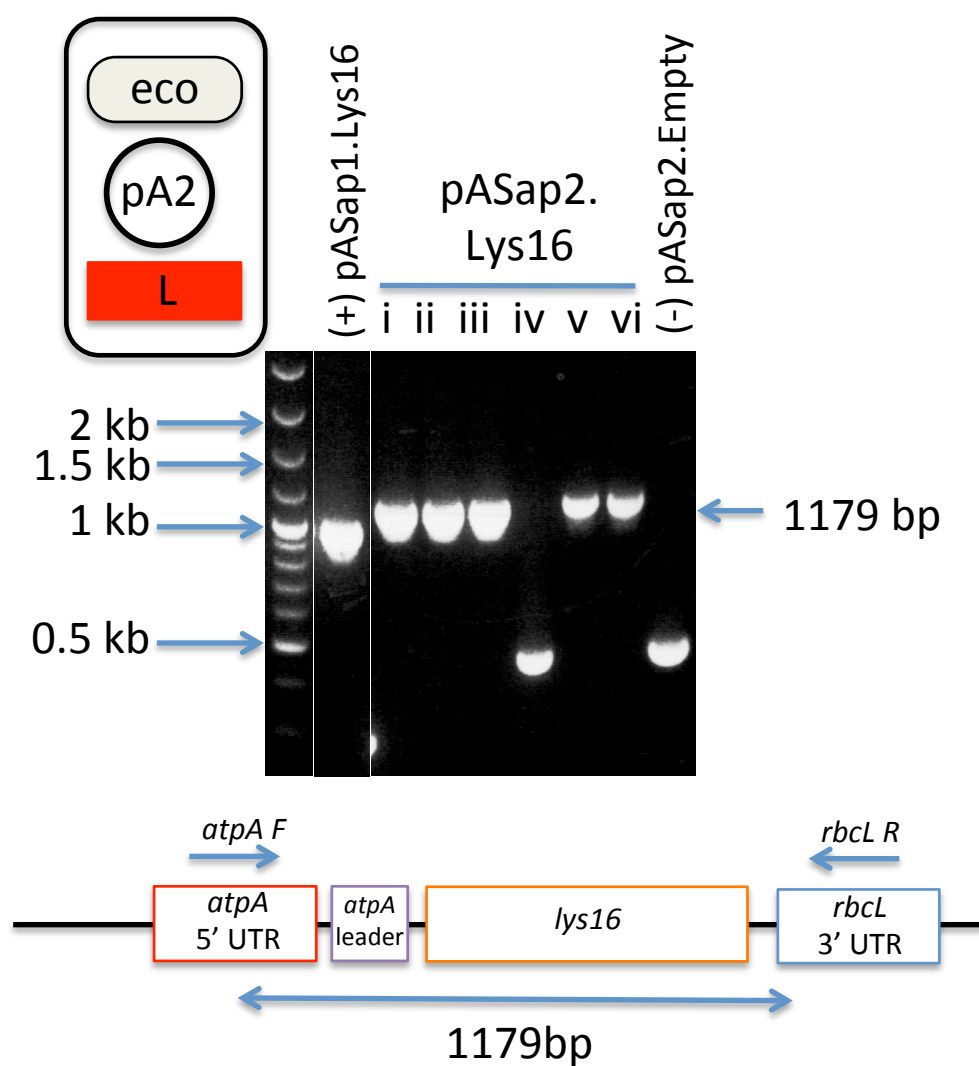 eco
pA2
L
(+) pASap1.Lys16
pASap2.
Lys16
(-) pASap2.Empty
i ii iii iv v vi
2 kb
1.5 kb
1 kb
0.5 kb
1179 bp
atpA F
rbcL R
atpA
5’ UTR
atpA
leader
lys16
rbcL
3’ UTR
1179bp